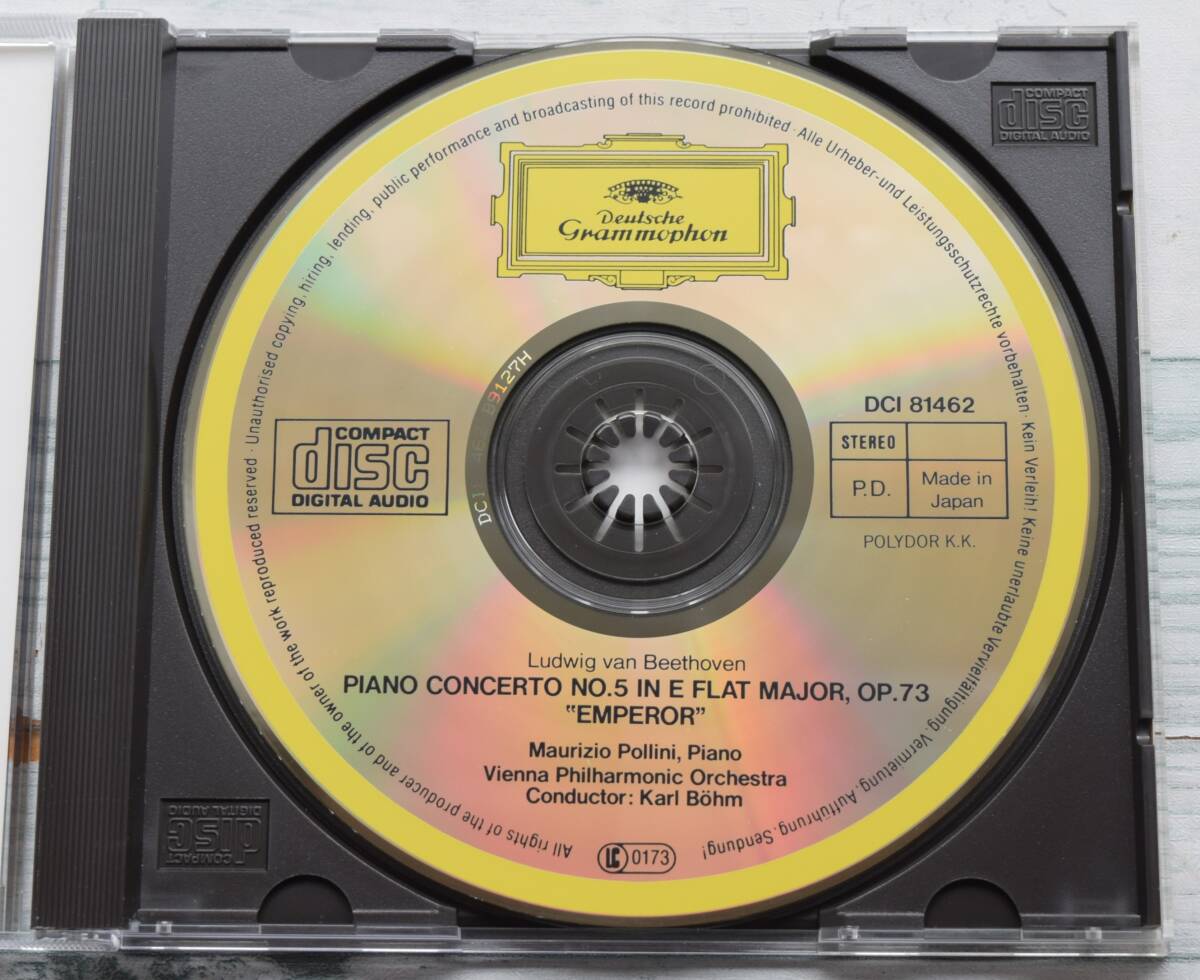 Deutsche
Grammophon
COMPACT
disc
DIGITAL AUDIO
COMPACT
disc
DIGITAL AUDIO
DCI 81462
STEREO
P.D.
Made in
Japan
POLYDOR K.K.
Ludwig van Beethoven
PIANO CONCERTO NO.5 IN E FLAT MAJOR, OP.73
"EMPEROR"
Maurizio Pollini, Piano
Vienna Philharmonic Orchestra
Conductor: Karl Böhm
LC 0173
All rights of the producer and of the owner of the work reproduced reserved · Unauthorised copying, hiring, lending, public performance and broadcasting of this record prohibited · Alle Urheber-und Leistungsschutzrechte vorbehalten · Kein Verleih! Keine unerlaubte Vervielfältigung, Vermietung, Aufführung, Sendung!
COMPACT
disc
DIGITAL AUDIO